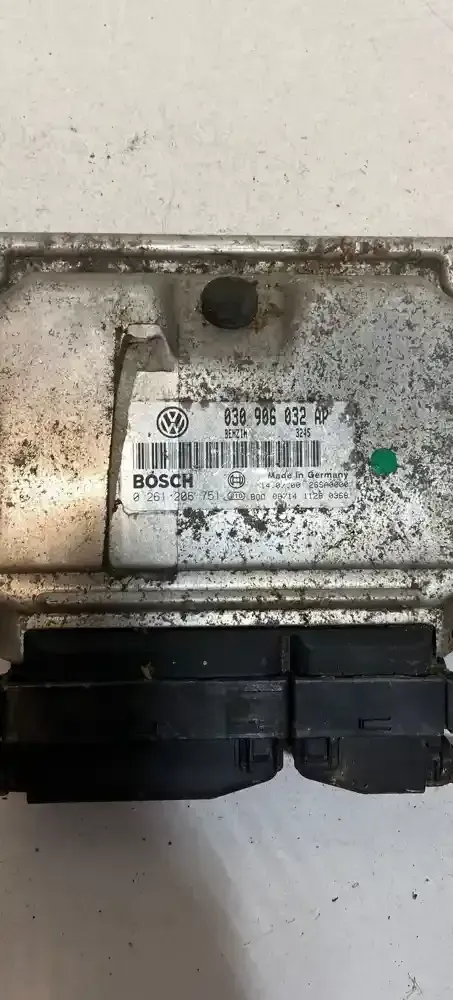 030 906 032 AP
BENZIN 3245
BOSCH Made in Germany
0 261 206 751